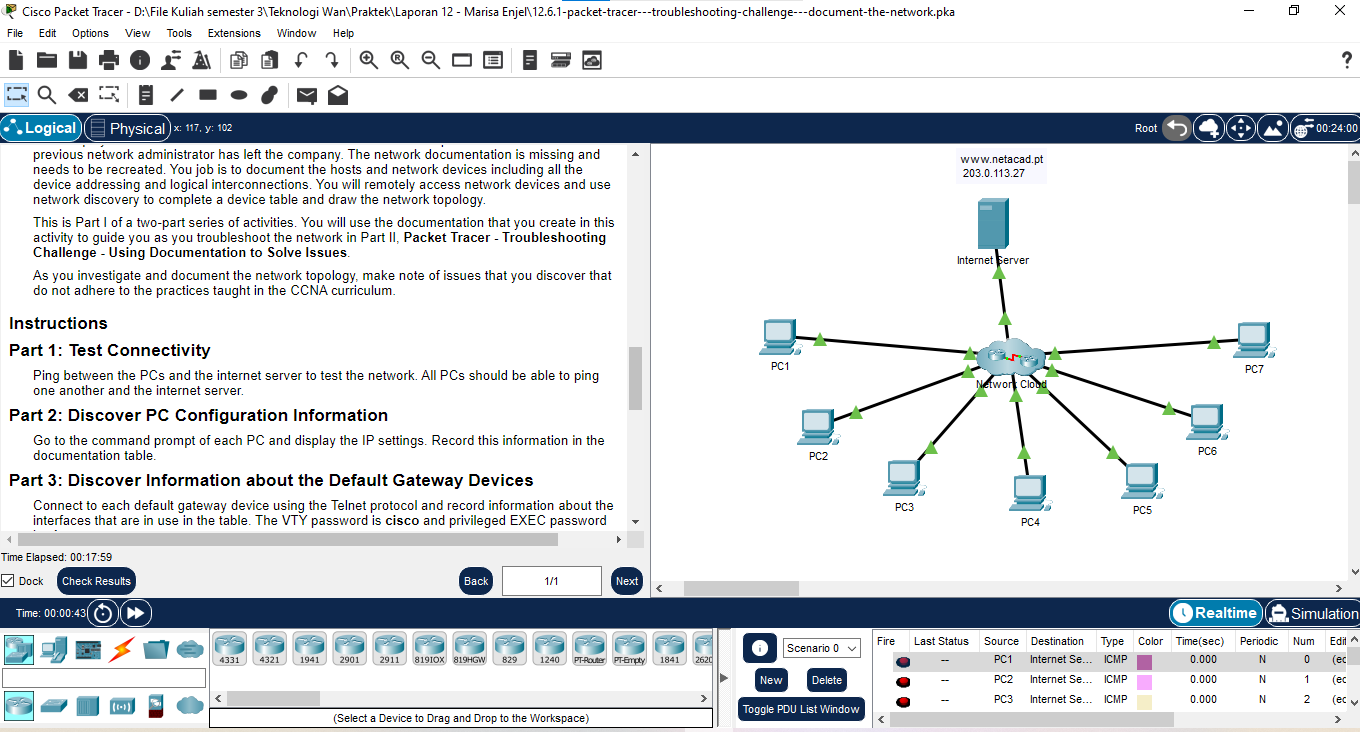 Cisco Packet Tracer - D:\File Kuliah semester 3\Teknologi Wan\Praktek\Laporan 12 - Marisa Enjel\12.6.1-packet-tracer---troubleshooting-challenge---document-the-network.pka
File Edit Options View Tools Extensions Window Help
Logical Physical x: 117, y: 102 Root 00:24:00
previous network administrator has left the company. The network documentation is missing and
needs to be recreated. You job is to document the hosts and network devices including all the
device addressing and logical interconnections. You will remotely access network devices and use
network discovery to complete a device table and draw the network topology.
This is Part I of a two-part series of activities. You will use the documentation that you create in this
activity to guide you as you troubleshoot the network in Part II, Packet Tracer - Troubleshooting
Challenge - Using Documentation to Solve Issues.
As you investigate and document the network topology, make note of issues that you discover that
do not adhere to the practices taught in the CCNA curriculum.
Instructions
Part 1: Test Connectivity
Ping between the PCs and the internet server to test the network. All PCs should be able to ping
one another and the internet server.
Part 2: Discover PC Configuration Information
Go to the command prompt of each PC and display the IP settings. Record this information in the
documentation table.
Part 3: Discover Information about the Default Gateway Devices
Connect to each default gateway device using the Telnet protocol and record information about the
interfaces that are in use in the table. The VTY password is cisco and privileged EXEC password
Time Elapsed: 00:17:59
Dock Check Results Back 1/1 Next
www.netacad.pt
203.0.113.27
Internet Server
PC1
PC7
Network Cloud
PC2
PC6
PC3
PC4
PC5
Time: 00:00:43 Realtime Simulation
4331 4321 1941 2901 2911 819IOX 819HGW 829 1240 PT-Router PT-Empty 1841 2620
(Select a Device to Drag and Drop to the Workspace)
Scenario 0
New Delete
Toggle PDU List Window
Fire Last Status Source Destination Type Color Time(sec) Periodic Num Edit
-- PC1 Internet Se... ICMP 0.000 N 0 (ec
-- PC2 Internet Se... ICMP 0.000 N 1 (ec
-- PC3 Internet Se... ICMP 0.000 N 2 (ec